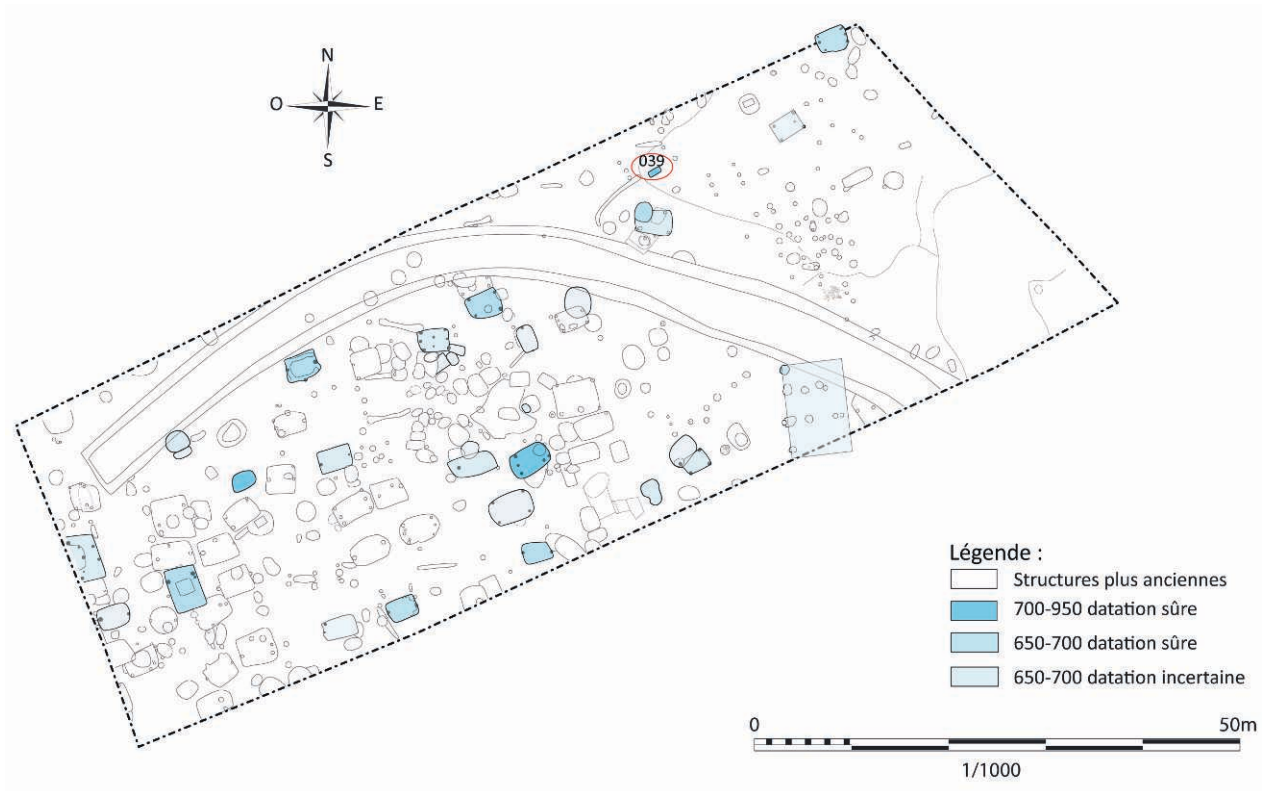 N
O E
S
039
Légende :
Structures plus anciennes
700-950 datation sûre
650-700 datation sûre
650-700 datation incertaine
0 50m
1/1000